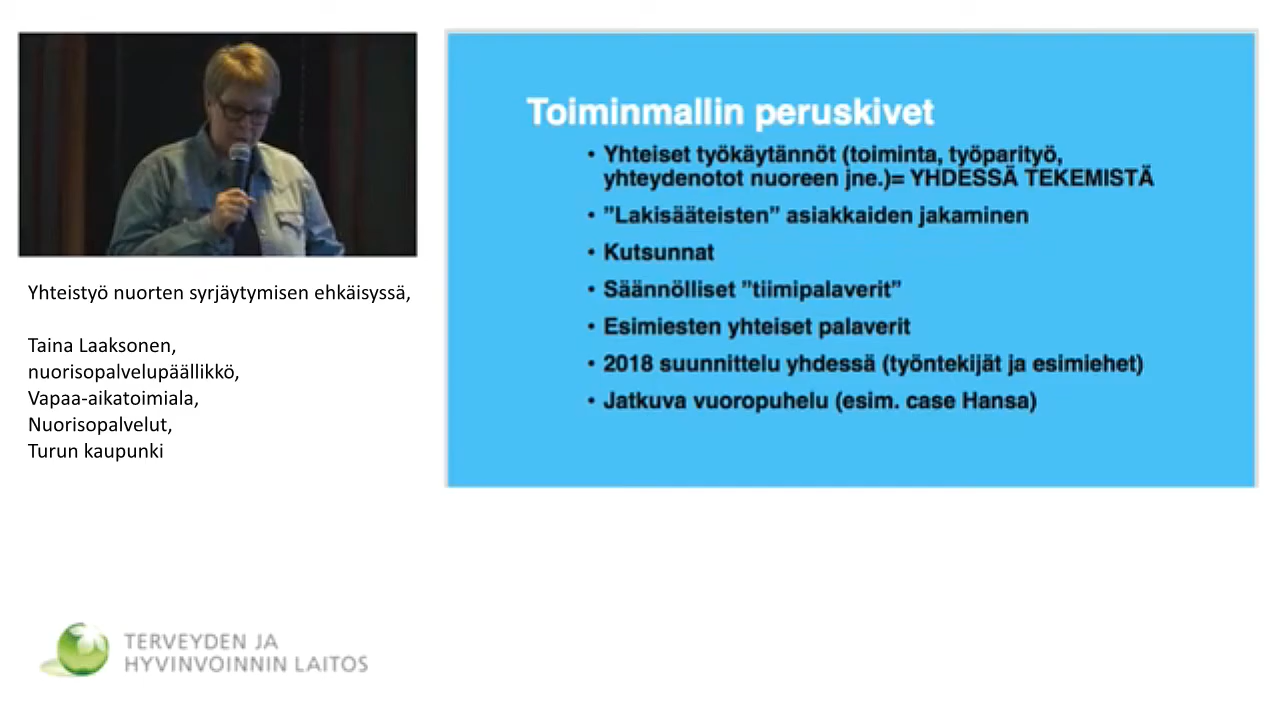 Yhteistyö nuorten syrjäytymisen ehkäisyssä,
Taina Laaksonen,
nuorisopalvelupäällikkö,
Vapaa-aikatoimiala,
Nuorisopalvelut,
Turun kaupunki
Toiminmallin peruskivet
• Yhteiset työkäytännöt (toiminta, työparityö,
yhteydenotot nuoreen jne.)= YHDESSÄ TEKEMISTÄ
• ”Lakisääteisten” asiakkaiden jakaminen
• Kutsunnat
• Säännölliset ”tiimipalaverit”
• Esimiesten yhteiset palaverit
• 2018 suunnittelu yhdessä (työntekijät ja esimiehet)
• Jatkuva vuoropuhelu (esim. case Hansa)
TERVEYDEN JA
HYVINVOINNIN LAITOS